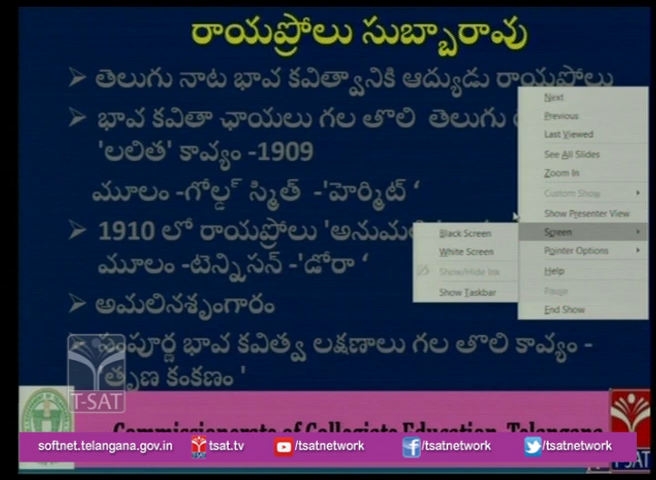 రాయప్రోలు సుబ్బారావు
తెలుగు నాట భావ కవిత్వానికి ఆద్యుడు రాయప్రోలు
భావ కవితా ఛాయలు గల తొలి తెలుగు
'లలిత' కావ్యం -1909
మూలం -గోల్డ్ స్మిత్ -'హెర్మిట్ '
1910 లో రాయప్రోలు
మూలం -టెన్నిసన్ -'డోరా '
అమలినశృంగారం
సంపూర్ణ భావ కవిత్వ లక్షణాలు గల తొలి కావ్యం -
తృణ కంకణం '
Next
Previous
Last Viewed
See All Slides
Zoom In
Custom Show
Show Presenter View
Screen
Pointer Options
Help
Pause
End Show
Black Screen
White Screen
Show/Hide Ink
Show Taskbar
T-SAT
Commissionerate of Collegiate Education, Telangana
softnet.telangana.gov.in tsat.tv /tsatnetwork /tsatnetwork /tsatnetwork
T-SAT